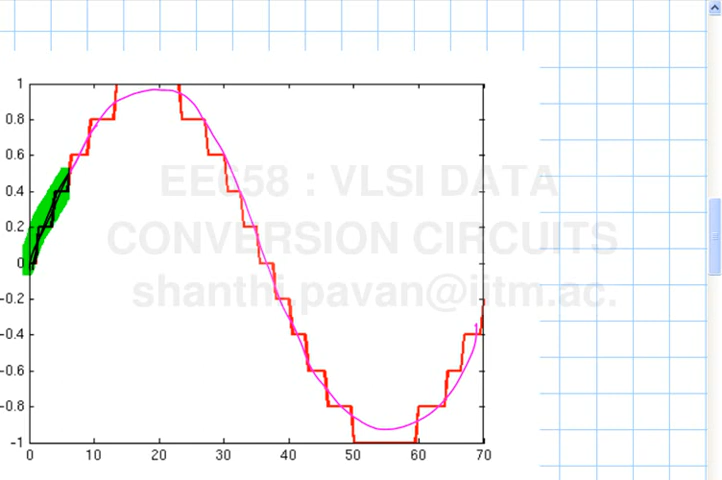 1
0.8
0.6
0.4
0.2
0
-0.2
-0.4
-0.6
-0.8
-1
0 10 20 30 40 50 60 70
EE658 : VLSI DATA
CONVERSION CIRCUITS
shanthi.pavan@iitm.ac.